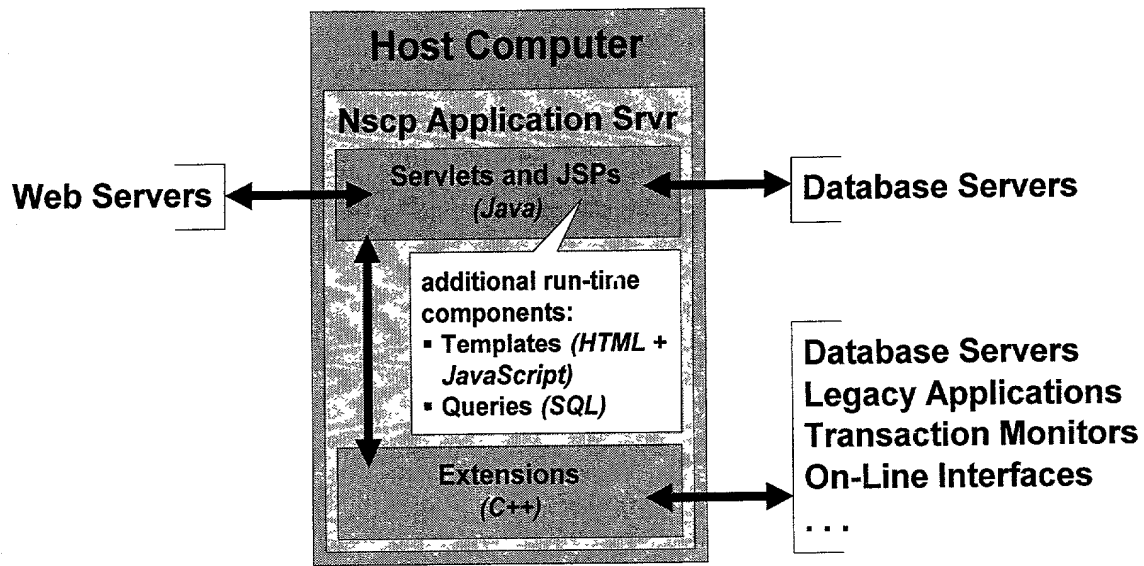 Host Computer
Nscp Application Srvr
Servlets and JSPs
(Java)
Web Servers
Database Servers
additional run-time
components:
▪ Templates (HTML +
JavaScript)
▪ Queries (SQL)
Extensions
(C++)
Database Servers
Legacy Applications
Transaction Monitors
On-Line Interfaces
. . .